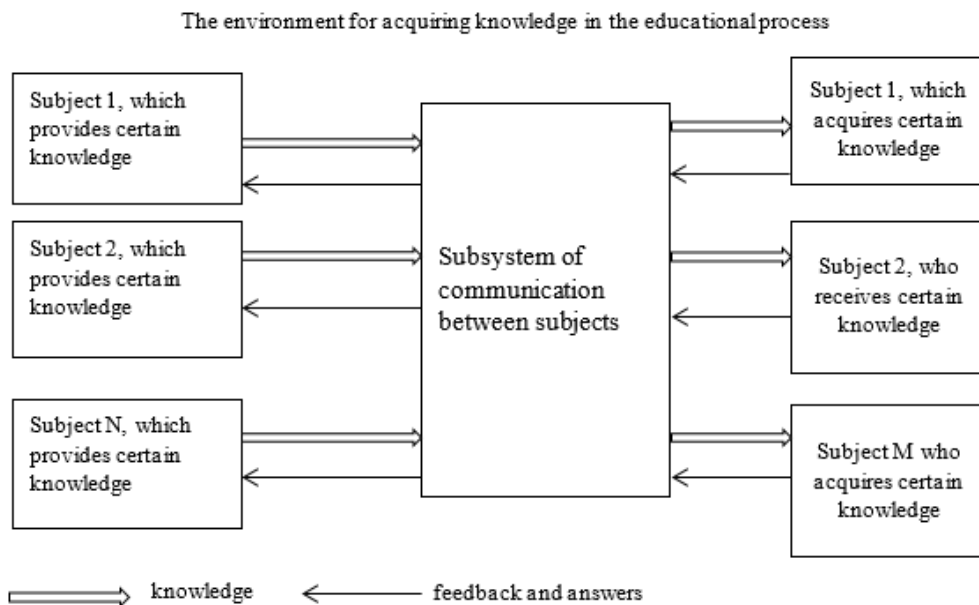 The environment for acquiring knowledge in the educational process
Subject 1, which
provides certain
knowledge
Subject 2, which
provides certain
knowledge
Subject N, which
provides certain
knowledge
Subsystem of
communication
between subjects
Subject 1, which
acquires certain
knowledge
Subject 2, who
receives certain
knowledge
Subject M who
acquires certain
knowledge
knowledge
feedback and answers